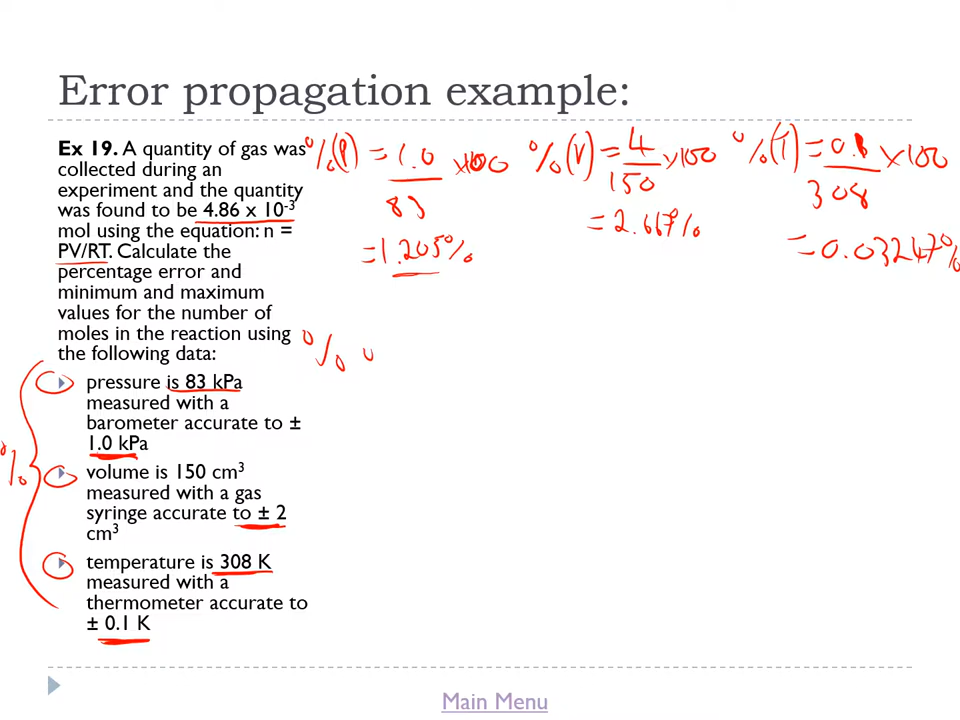 Error propagation example:
Ex 19. A quantity of gas was
collected during an
experiment and the quantity
was found to be 4.86 x 10⁻³
mol using the equation: n =
PV/RT. Calculate the
percentage error and
minimum and maximum
values for the number of
moles in the reaction using
the following data:
pressure is 83 kPa
measured with a
barometer accurate to ±
1.0 kPa
volume is 150 cm³
measured with a gas
syringe accurate to ± 2
cm³
temperature is 308 K
measured with a
thermometer accurate to
± 0.1 K
%
%(P) = 1.0 x100
83
= 1.205%
%(V) = 4 x100
150
= 2.667%
%(T) = 0.1 x100
308
= 0.03247%
%
Main Menu